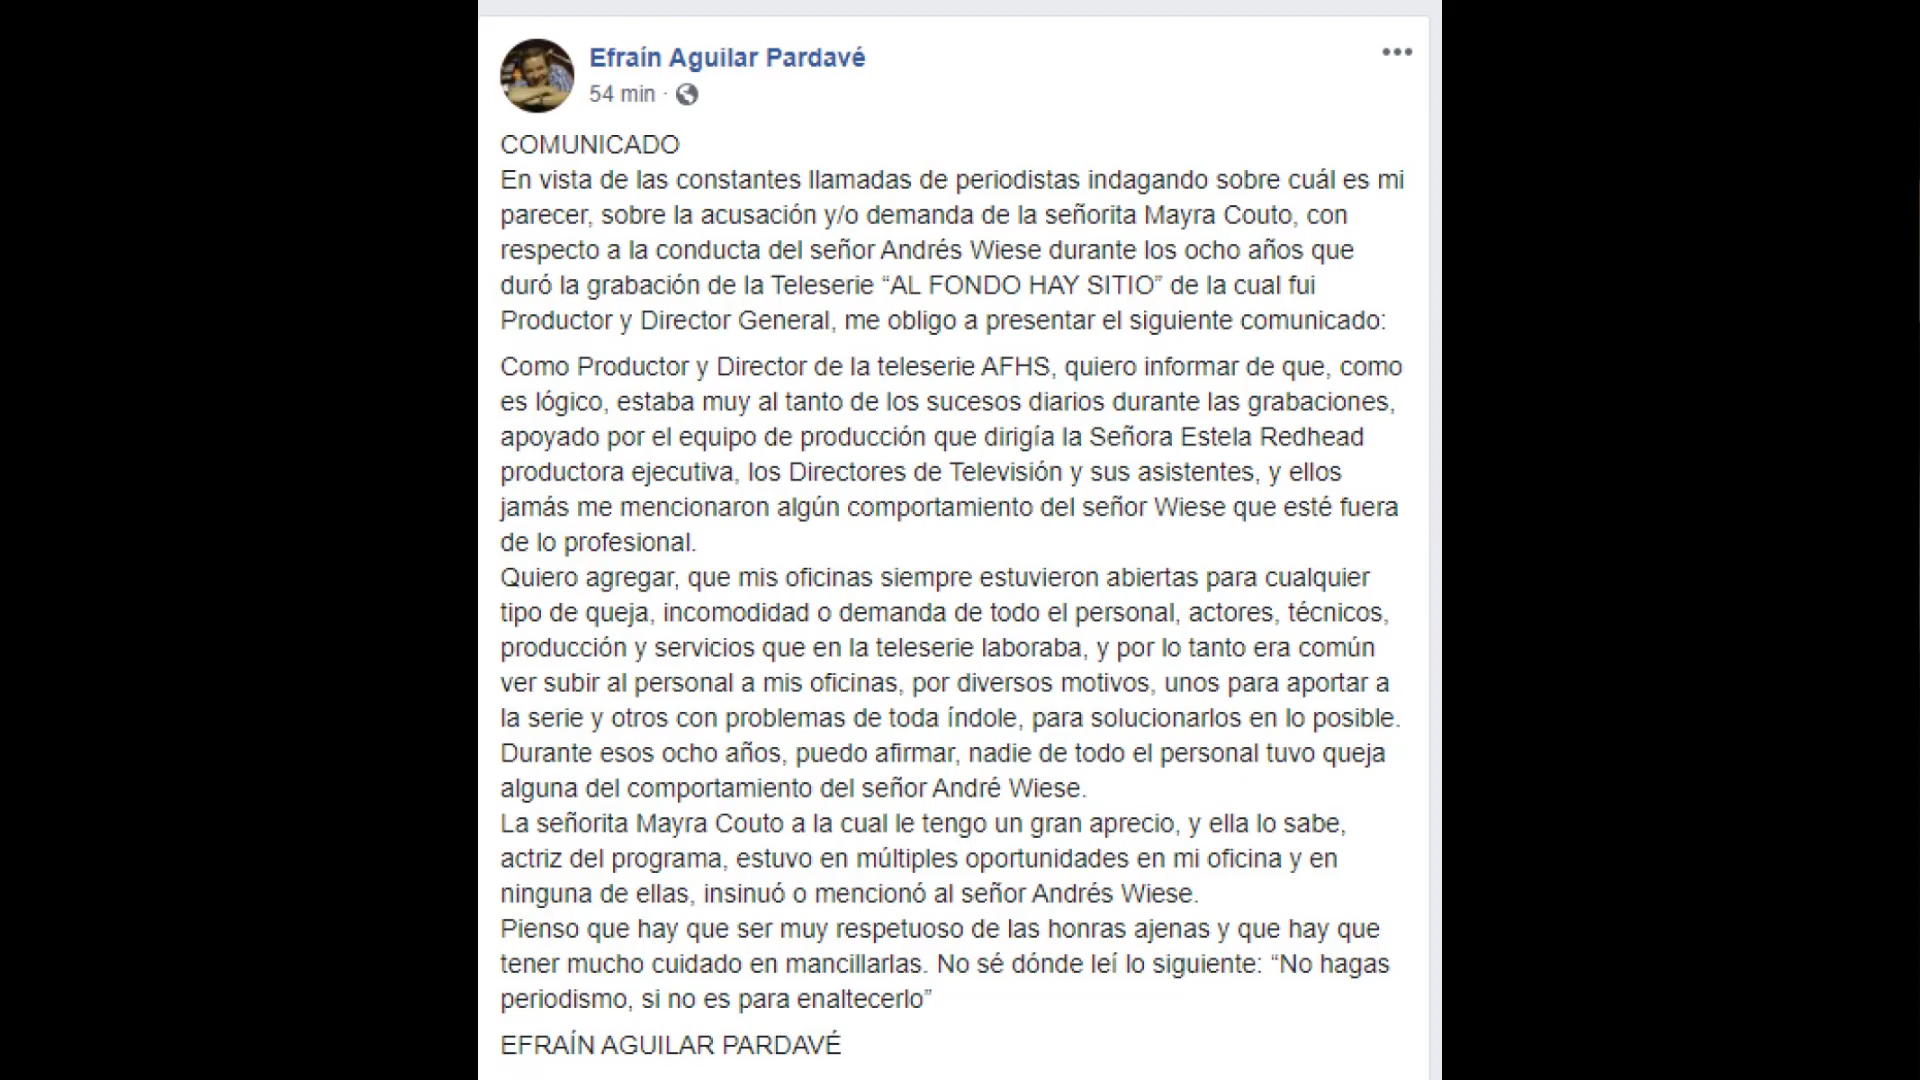 Efraín Aguilar Pardavé
54 min ·
COMUNICADO
En vista de las constantes llamadas de periodistas indagando sobre cuál es mi
parecer, sobre la acusación y/o demanda de la señorita Mayra Couto, con
respecto a la conducta del señor Andrés Wiese durante los ocho años que
duró la grabación de la Teleserie “AL FONDO HAY SITIO” de la cual fui
Productor y Director General, me obligo a presentar el siguiente comunicado:
Como Productor y Director de la teleserie AFHS, quiero informar de que, como
es lógico, estaba muy al tanto de los sucesos diarios durante las grabaciones,
apoyado por el equipo de producción que dirigía la Señora Estela Redhead
productora ejecutiva, los Directores de Televisión y sus asistentes, y ellos
jamás me mencionaron algún comportamiento del señor Wiese que esté fuera
de lo profesional.
Quiero agregar, que mis oficinas siempre estuvieron abiertas para cualquier
tipo de queja, incomodidad o demanda de todo el personal, actores, técnicos,
producción y servicios que en la teleserie laboraba, y por lo tanto era común
ver subir al personal a mis oficinas, por diversos motivos, unos para aportar a
la serie y otros con problemas de toda índole, para solucionarlos en lo posible.
Durante esos ocho años, puedo afirmar, nadie de todo el personal tuvo queja
alguna del comportamiento del señor André Wiese.
La señorita Mayra Couto a la cual le tengo un gran aprecio, y ella lo sabe,
actriz del programa, estuvo en múltiples oportunidades en mi oficina y en
ninguna de ellas, insinuó o mencionó al señor Andrés Wiese.
Pienso que hay que ser muy respetuoso de las honras ajenas y que hay que
tener mucho cuidado en mancillarlas. No sé dónde leí lo siguiente: “No hagas
periodismo, si no es para enaltecerlo”
EFRAÍN AGUILAR PARDAVÉ